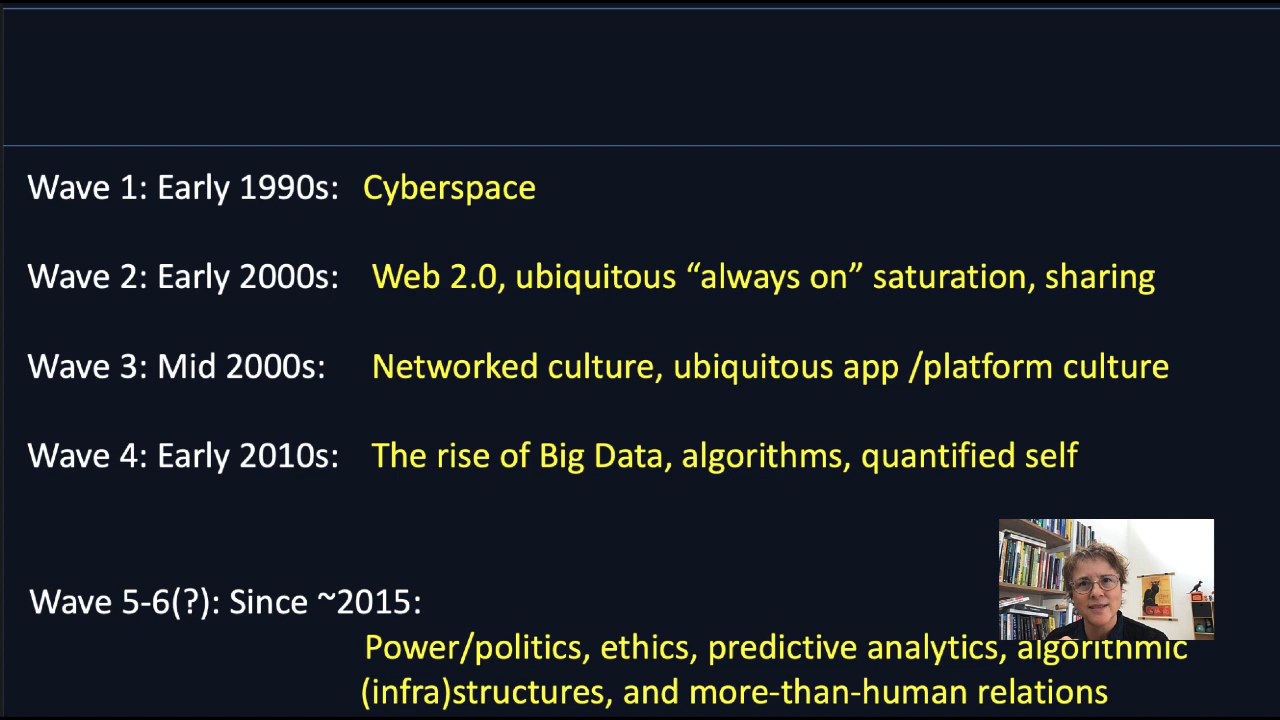 Wave 1: Early 1990s: Cyberspace
Wave 2: Early 2000s: Web 2.0, ubiquitous “always on” saturation, sharing
Wave 3: Mid 2000s: Networked culture, ubiquitous app /platform culture
Wave 4: Early 2010s: The rise of Big Data, algorithms, quantified self
Wave 5-6(?): Since ~2015:
Power/politics, ethics, predictive analytics, algorithmic
(infra)structures, and more-than-human relations